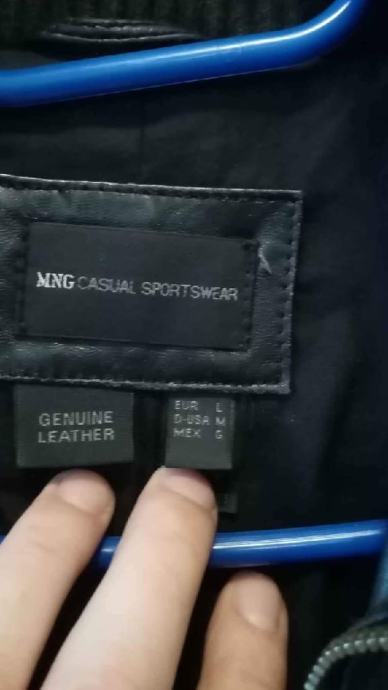 MNG CASUAL SPORTSWEAR
GENUINE
LEATHER
EUR L
D-USA M
MEX G